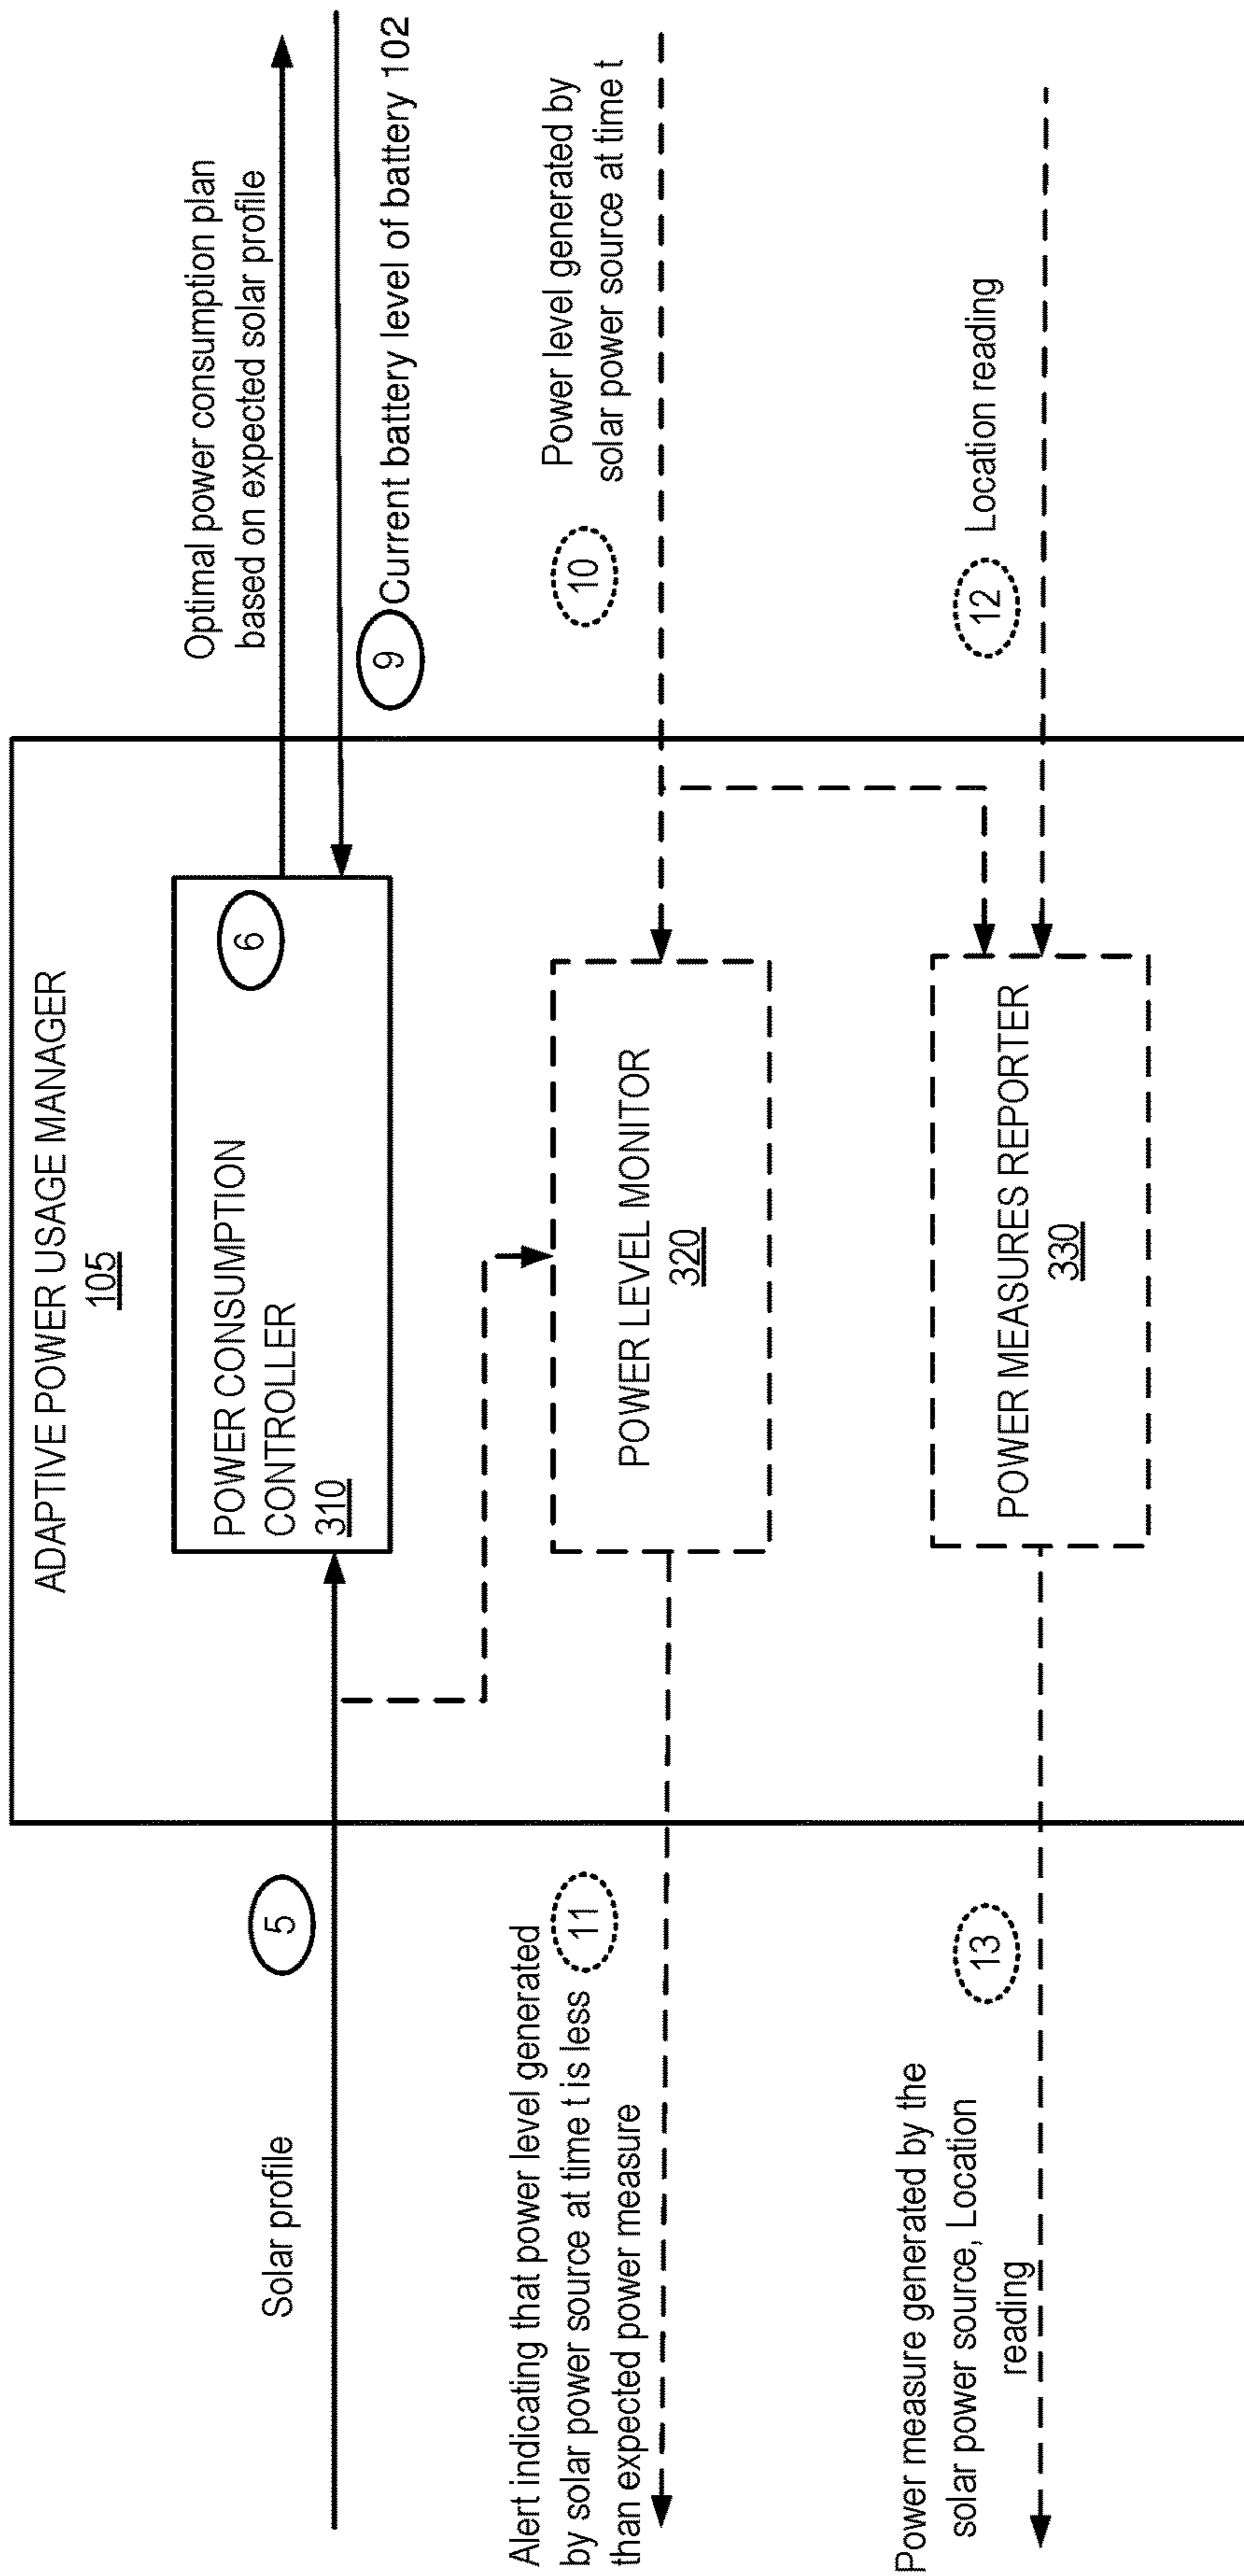 ADAPTIVE POWER USAGE MANAGER
105
Solar profile
5
POWER CONSUMPTION
CONTROLLER
310
6
Optimal power consumption plan
based on expected solar profile
9
Current battery level of battery 102
Alert indicating that power level generated
by solar power source at time t is less
than expected power measure
11
POWER LEVEL MONITOR
320
10
Power level generated by
solar power source at time t
Power measure generated by the
solar power source, Location
reading
13
POWER MEASURES REPORTER
330
12
Location reading